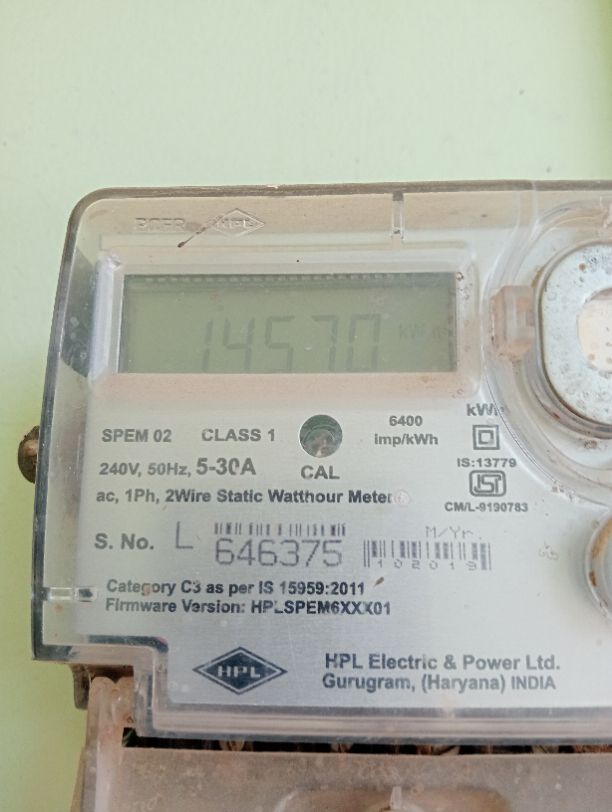 HPL
14570 kWh
SPEM 02 CLASS 1
6400 imp/kWh
kWh
240V, 50Hz, 5-30A
CAL
IS:13779
ac, 1Ph, 2Wire Static Watthour Meter
CM/L-9190783
M/Yr.
S. No. L 646375
102019
Category C3 as per IS 15959:2011
Firmware Version: HPLSPEM6XXX01
HPL
HPL Electric & Power Ltd.
Gurugram, (Haryana) INDIA